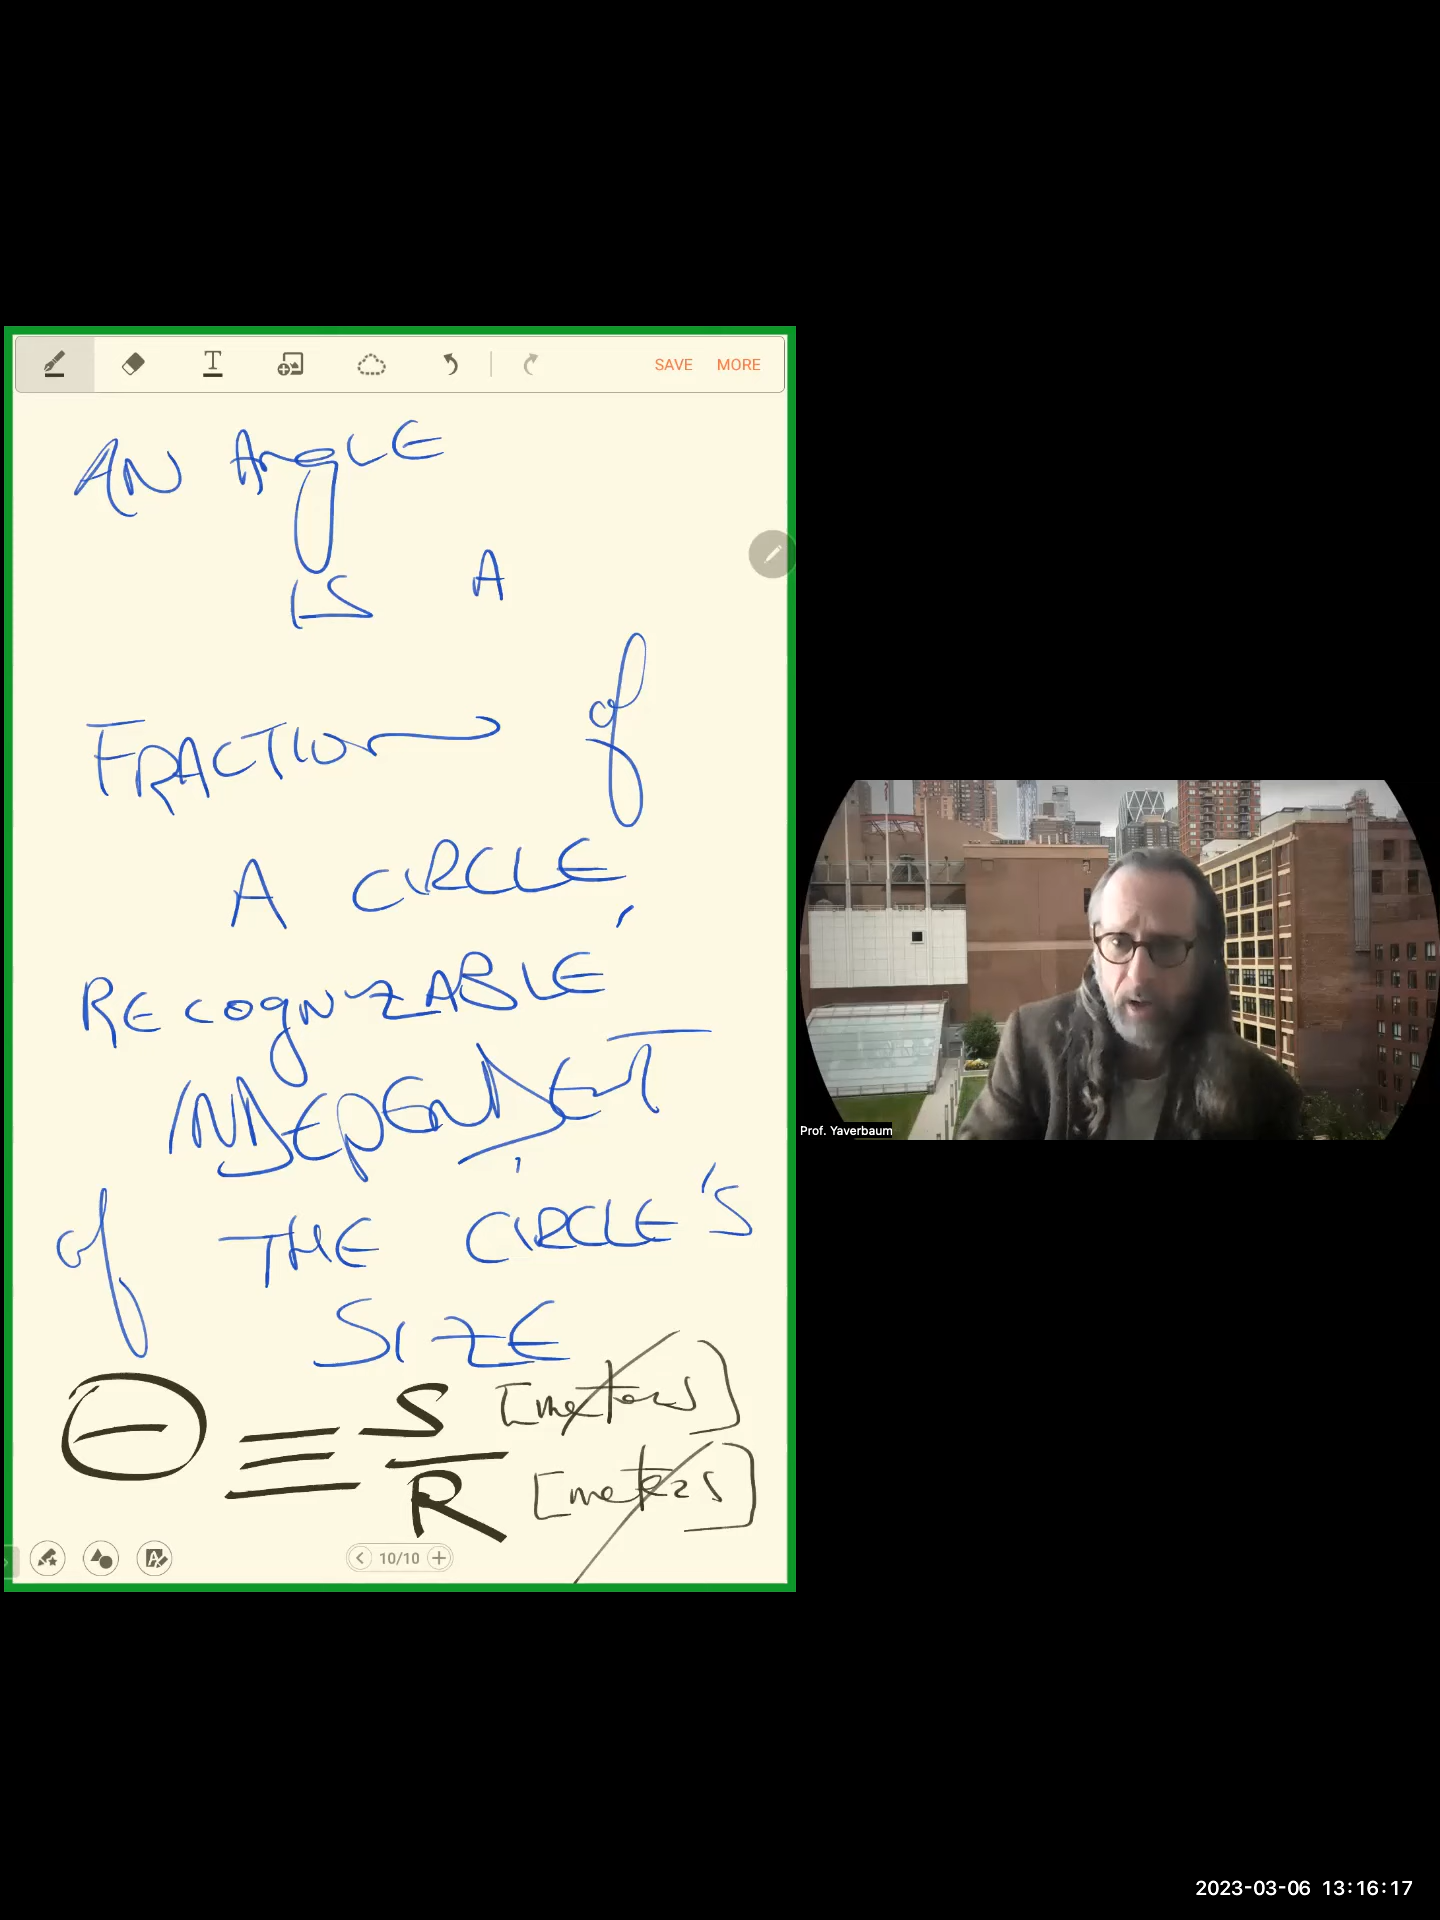 SAVE MORE
AN AngLE
IS A
FRACTION of
A CIRCLE,
RECOgNIZABLE
INDEPENDENT
of THE CIRCLE'S
SIZE
Θ ≡ S [meters]
R [meters]
10/10
Prof. Yaverbaum
2023-03-06 13:16:17